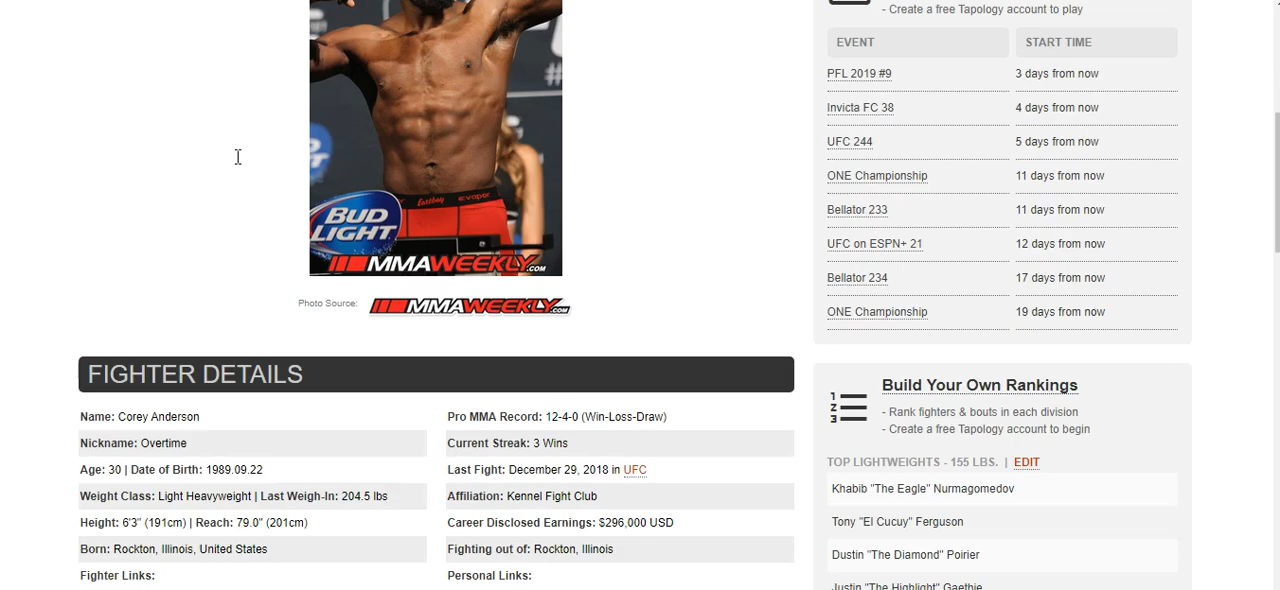 - Create a free Tapology account to play
EVENT START TIME
PFL 2019 #9 3 days from now
Invicta FC 38 4 days from now
UFC 244 5 days from now
ONE Championship 11 days from now
Bellator 233 11 days from now
UFC on ESPN+ 21 12 days from now
Bellator 234 17 days from now
ONE Championship 19 days from now
#
Eastbay evapor
BUD
LIGHT
MMAWEEKLY.COM
Photo Source: MMAWEEKLY.COM
FIGHTER DETAILS
Name: Corey Anderson
Nickname: Overtime
Age: 30 | Date of Birth: 1989.09.22
Weight Class: Light Heavyweight | Last Weigh-In: 204.5 lbs
Height: 6'3" (191cm) | Reach: 79.0" (201cm)
Born: Rockton, Illinois, United States
Fighter Links:
Pro MMA Record: 12-4-0 (Win-Loss-Draw)
Current Streak: 3 Wins
Last Fight: December 29, 2018 in UFC
Affiliation: Kennel Fight Club
Career Disclosed Earnings: $296,000 USD
Fighting out of: Rockton, Illinois
Personal Links:
1
2
3
Build Your Own Rankings
- Rank fighters & bouts in each division
- Create a free Tapology account to begin
TOP LIGHTWEIGHTS - 155 LBS. | EDIT
Khabib "The Eagle" Nurmagomedov
Tony "El Cucuy" Ferguson
Dustin "The Diamond" Poirier
Justin "The Highlight" Gaethje